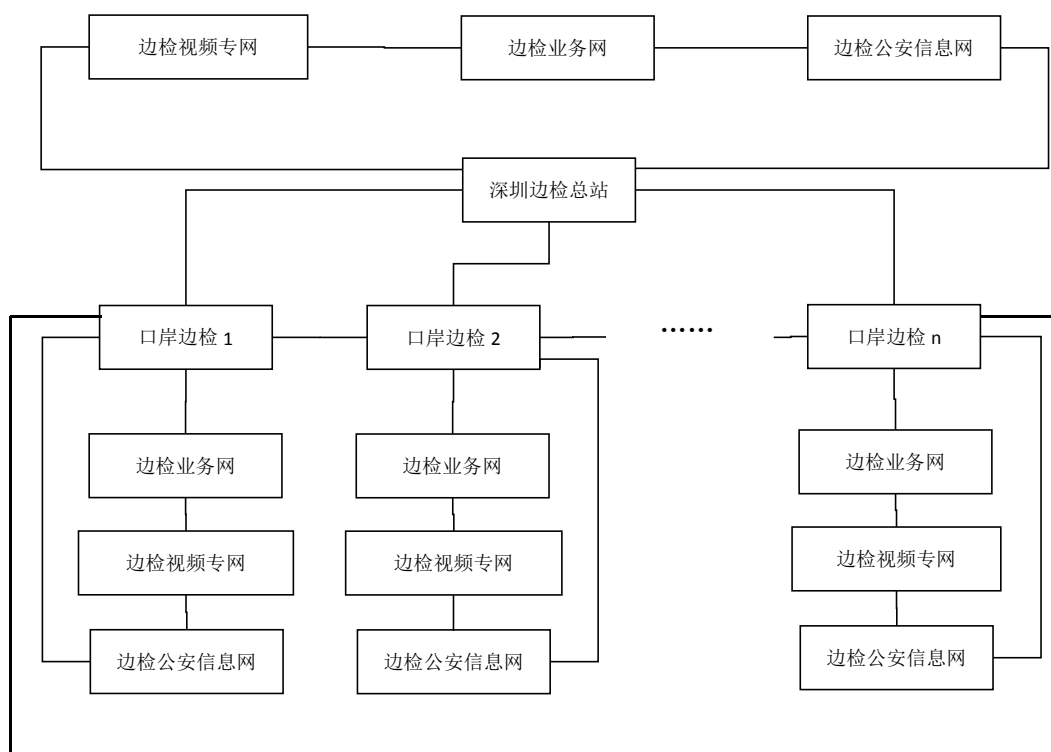 边检视频专网
边检业务网
边检公安信息网
深圳边检总站
口岸边检 1
口岸边检 2
……
口岸边检 n
边检业务网
边检业务网
边检业务网
边检视频专网
边检视频专网
边检视频专网
边检公安信息网
边检公安信息网
边检公安信息网